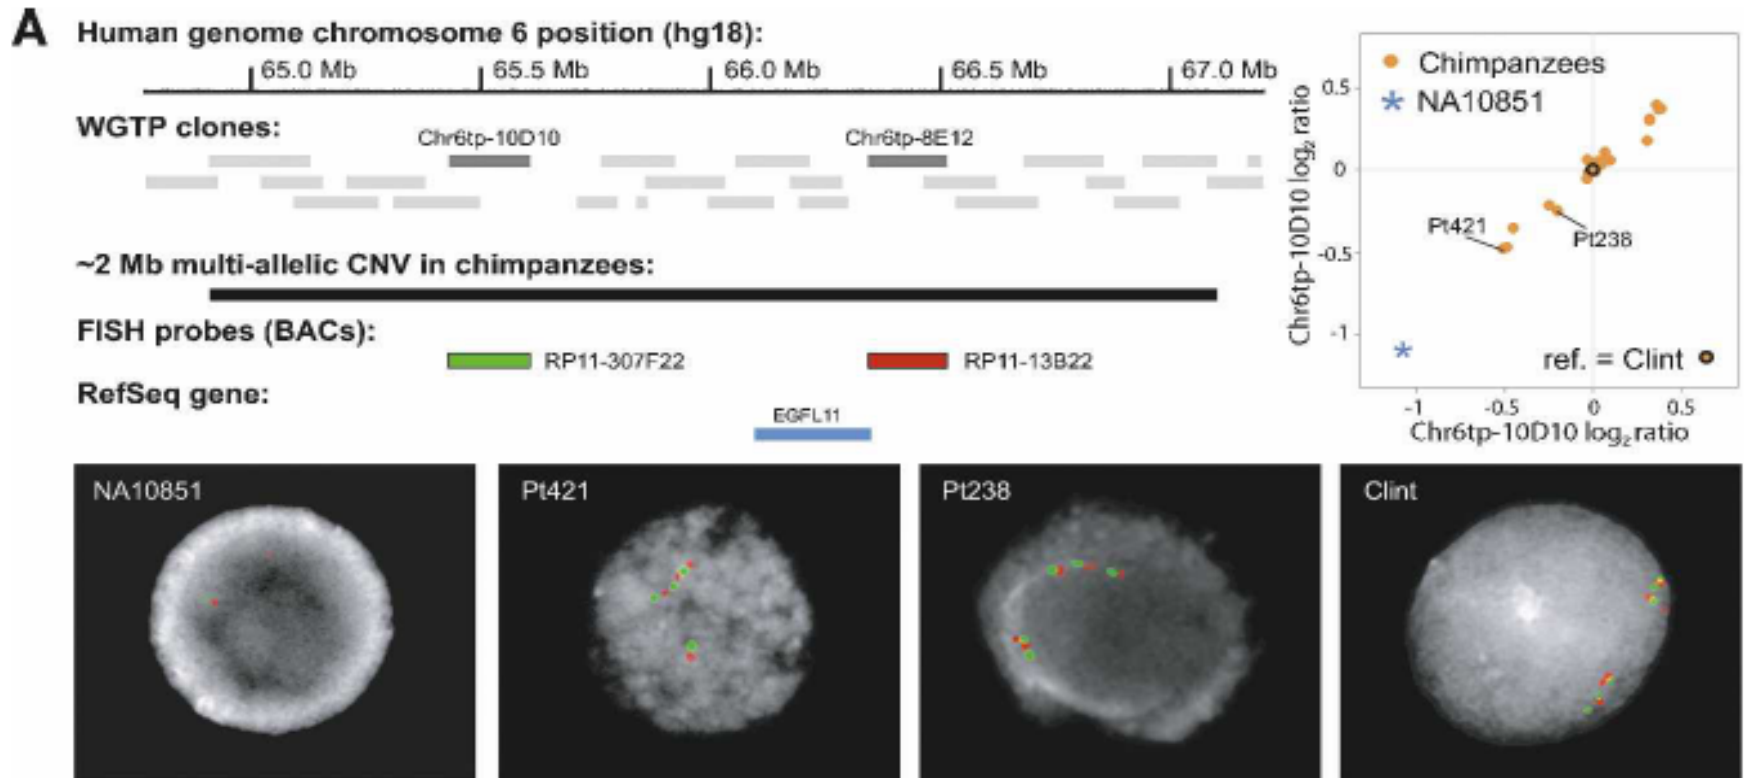 A
Human genome chromosome 6 position (hg18):
65.0 Mb 65.5 Mb 66.0 Mb 66.5 Mb 67.0 Mb
WGTP clones:
Chr6tp-10D10 Chr6tp-8E12
~2 Mb multi-allelic CNV in chimpanzees:
FISH probes (BACs):
RP11-307F22 RP11-13B22
RefSeq gene:
EGFL11
Chimpanzees
NA10851
Chr6tp-10D10 log2 ratio
0.5
0
-0.5
-1
Pt421
Pt238
ref. = Clint
-1 -0.5 0 0.5
Chr6tp-10D10 log2 ratio
NA10851 Pt421 Pt238 Clint